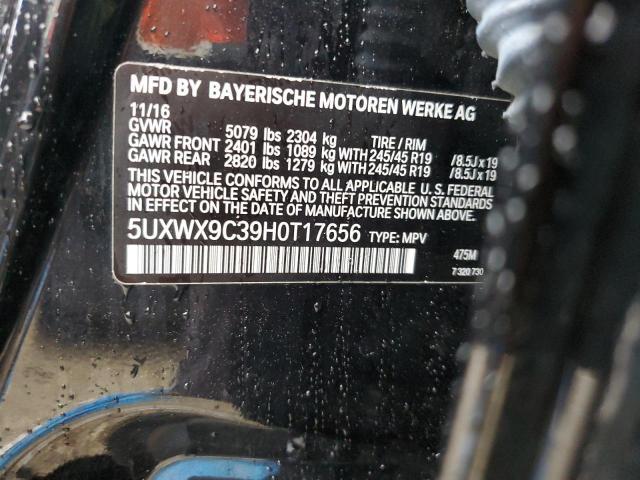 MFD BY BAYERISCHE MOTOREN WERKE AG
11/16
GVWR 5079 lbs 2304 kg TIRE / RIM
GAWR FRONT 2401 lbs 1089 kg WITH 245/45 R19 /8.5J x 19
GAWR REAR 2820 lbs 1279 kg WITH 245/45 R19 /8.5J x 19
THIS VEHICLE CONFORMS TO ALL APPLICABLE U.S. FEDERAL
MOTOR VEHICLE SAFETY AND THEFT PREVENTION STANDARDS
IN EFFECT ON THE DATE OF MANUFACTURE SHOWN ABOVE.
5UXWX9C39H0T17656 TYPE: MPV 475M
7 320 730